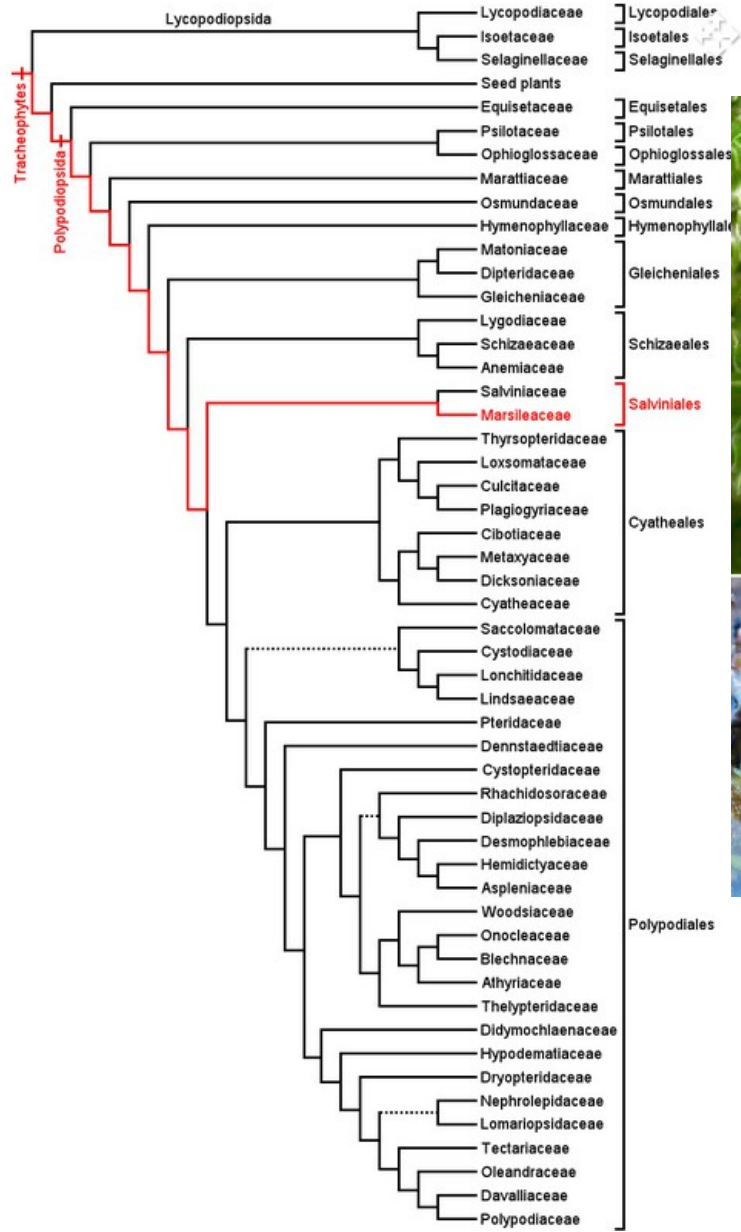 Lycopodiopsida
Tracheophytes
Polypodiopsida
Lycopodiaceae Lycopodiales
Isoetaceae Isoetales
Selaginellaceae Selaginellales
Seed plants
Equisetaceae Equisetales
Psilotaceae Psilotales
Ophioglossaceae Ophioglossales
Marattiaceae Marattiales
Osmundaceae Osmundales
Hymenophyllaceae Hymenophyllale
Matoniaceae
Dipteridaceae Gleicheniales
Gleicheniaceae
Lygodiaceae
Schizaeaceae Schizaeales
Anemiaceae
Salviniaceae Salviniales
Marsileaceae
Thyrsopteridaceae
Loxsomataceae
Culcitaceae
Plagiogyriaceae
Cyatheales
Cibotiaceae
Metaxyaceae
Dicksoniaceae
Cyatheaceae
Saccolomataceae
Cystodiaceae
Lonchitidaceae
Lindsaeaceae
Pteridaceae
Dennstaedtiaceae
Cystopteridaceae
Rhachidosoraceae
Diplaziopsidaceae
Desmophlebiaceae
Hemidictyaceae
Aspleniaceae
Woodsiaceae
Polypodiales
Onocleaceae
Blechnaceae
Athyriaceae
Thelypteridaceae
Didymochlaenaceae
Hypodematiaceae
Dryopteridaceae
Nephrolepidaceae
Lomariopsidaceae
Tectariaceae
Oleandraceae
Davalliaceae
Polypodiaceae